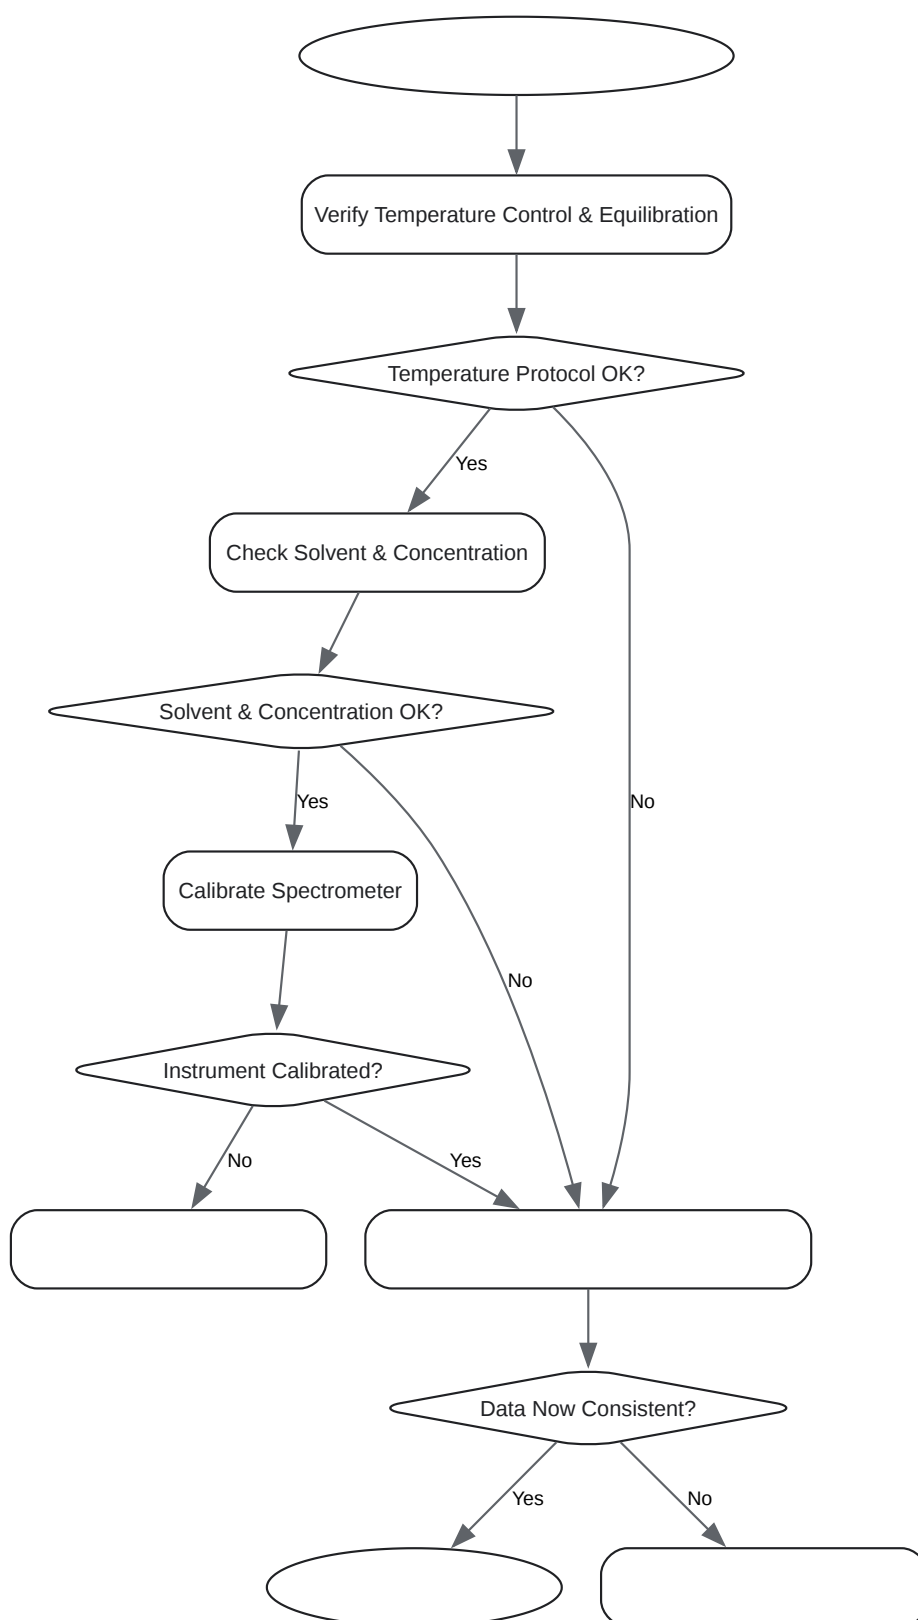 Verify Temperature Control & Equilibration
Temperature Protocol OK?
Yes
Check Solvent & Concentration
Solvent & Concentration OK?
Yes
No
Calibrate Spectrometer
No
Instrument Calibrated?
No
Yes
Data Now Consistent?
Yes
No